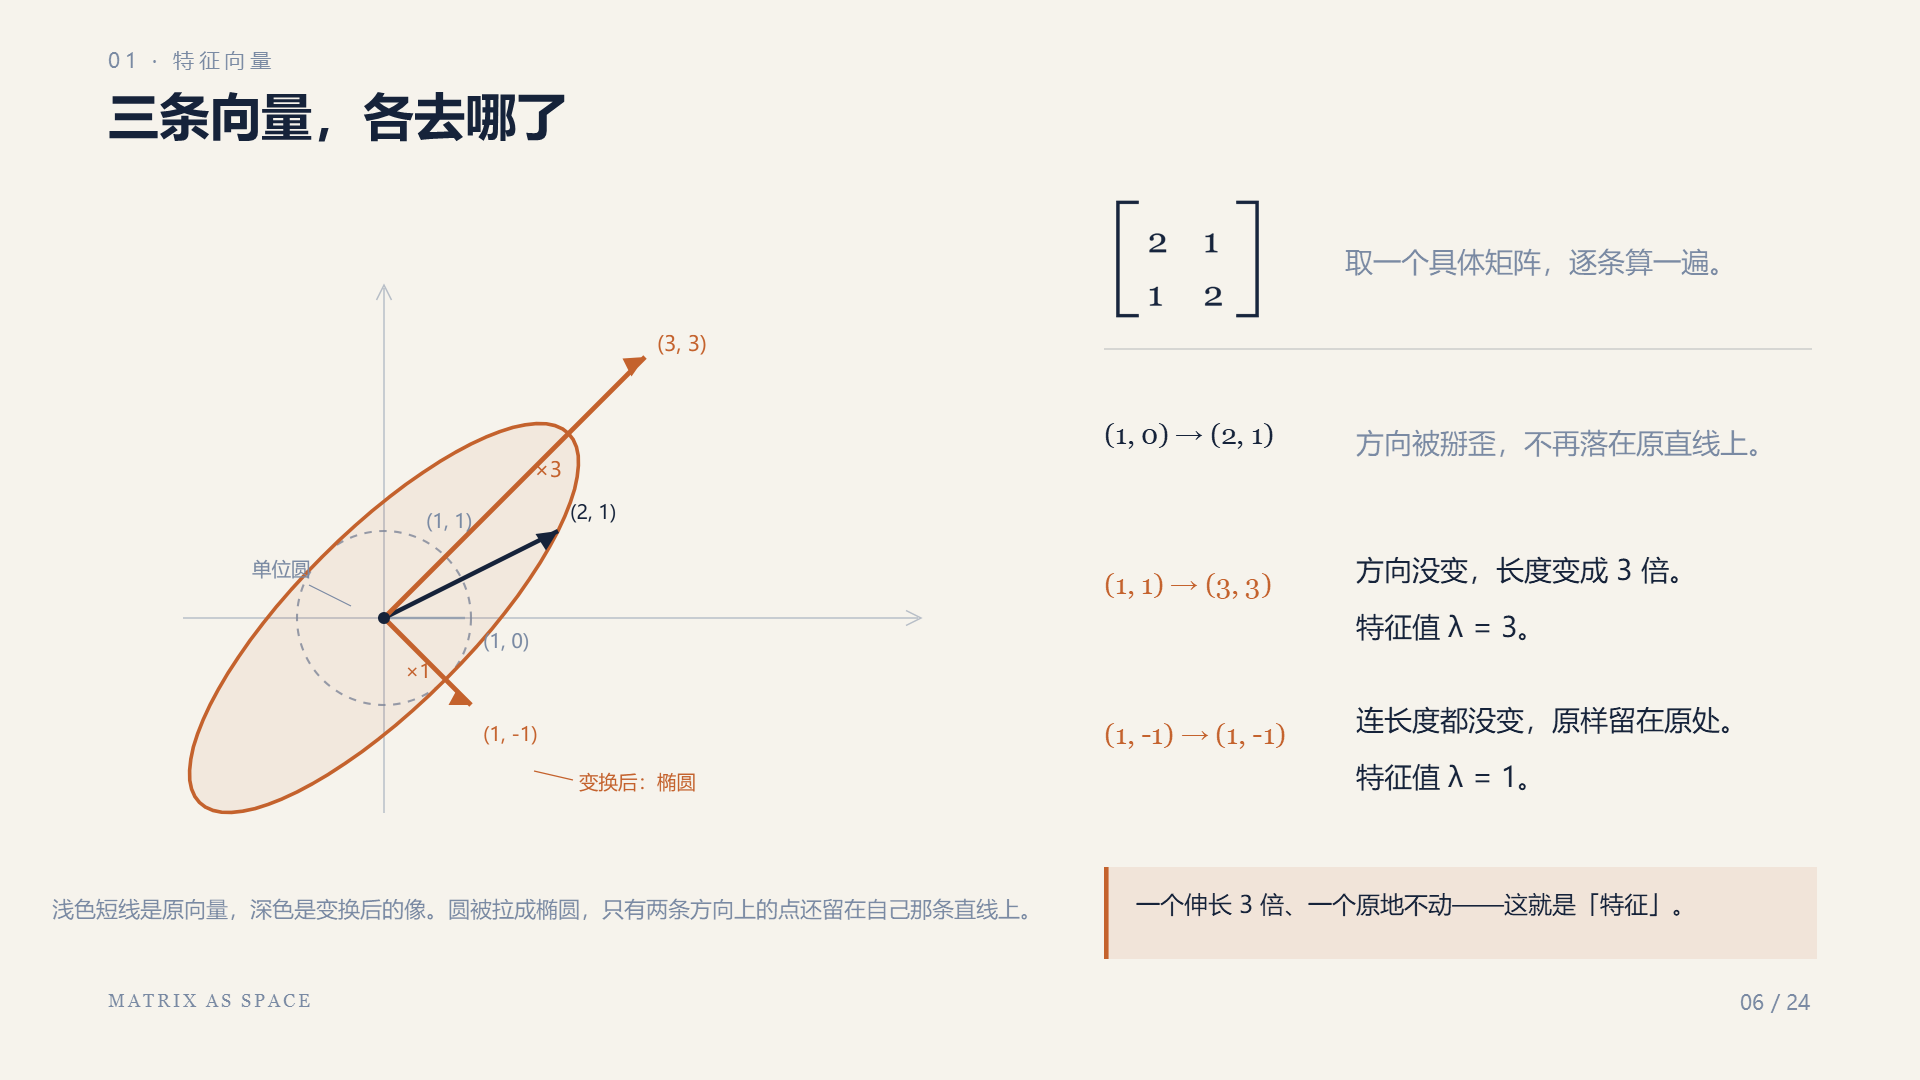 01 · 特征向量
三条向量，各去哪了
2 1
1 2
取一个具体矩阵，逐条算一遍。
(3, 3)
×3
(1, 1)
(2, 1)
单位圆
(1, 0)
×1
(1, -1)
变换后：椭圆
(1, 0) → (2, 1)
方向被掰歪，不再落在原直线上。
(1, 1) → (3, 3)
方向没变，长度变成 3 倍。
特征值 λ = 3。
(1, -1) → (1, -1)
连长度都没变，原样留在原处。
特征值 λ = 1。
浅色短线是原向量，深色是变换后的像。圆被拉成椭圆，只有两条方向上的点还留在自己那条直线上。
一个伸长 3 倍、一个原地不动——这就是「特征」。
MATRIX AS SPACE
06 / 24